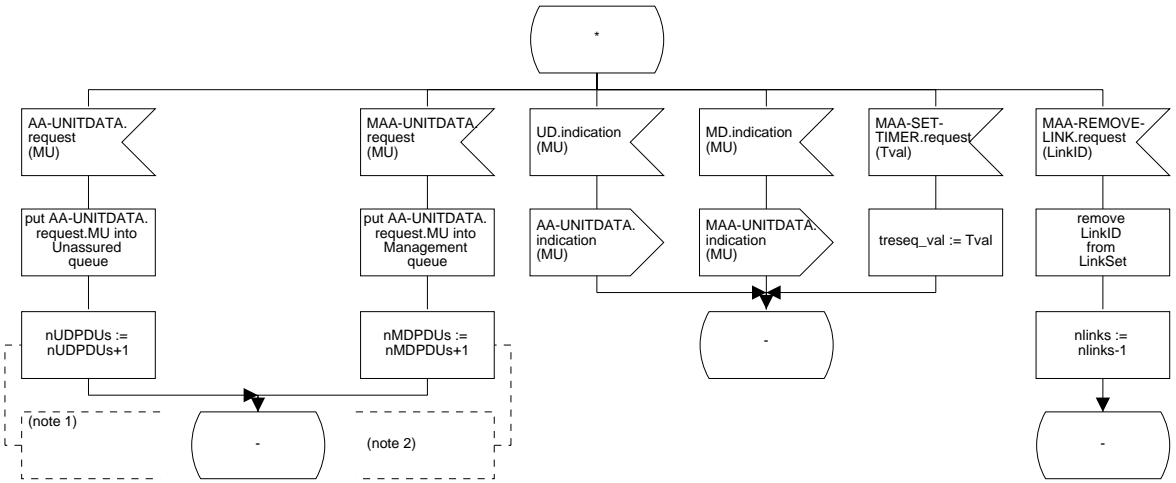 *
AA-UNITDATA.
request
(MU)
MAA-UNITDATA.
request
(MU)
UD.indication
(MU)
MD.indication
(MU)
MAA-SET-
TIMER.request
(Tval)
MAA-REMOVE-
LINK.request
(LinkID)
put AA-UNITDATA.
request.MU into
Unassured
queue
put AA-UNITDATA.
request.MU into
Management
queue
AA-UNITDATA.
indication
(MU)
MAA-UNITDATA.
indication
(MU)
treseq_val := Tval
remove
LinkID
from
LinkSet
nUDPDUs :=
nUDPDUs+1
nMDPDUs :=
nMDPDUs+1
-
nlinks :=
nlinks-1
(note 1)
-
(note 2)
-